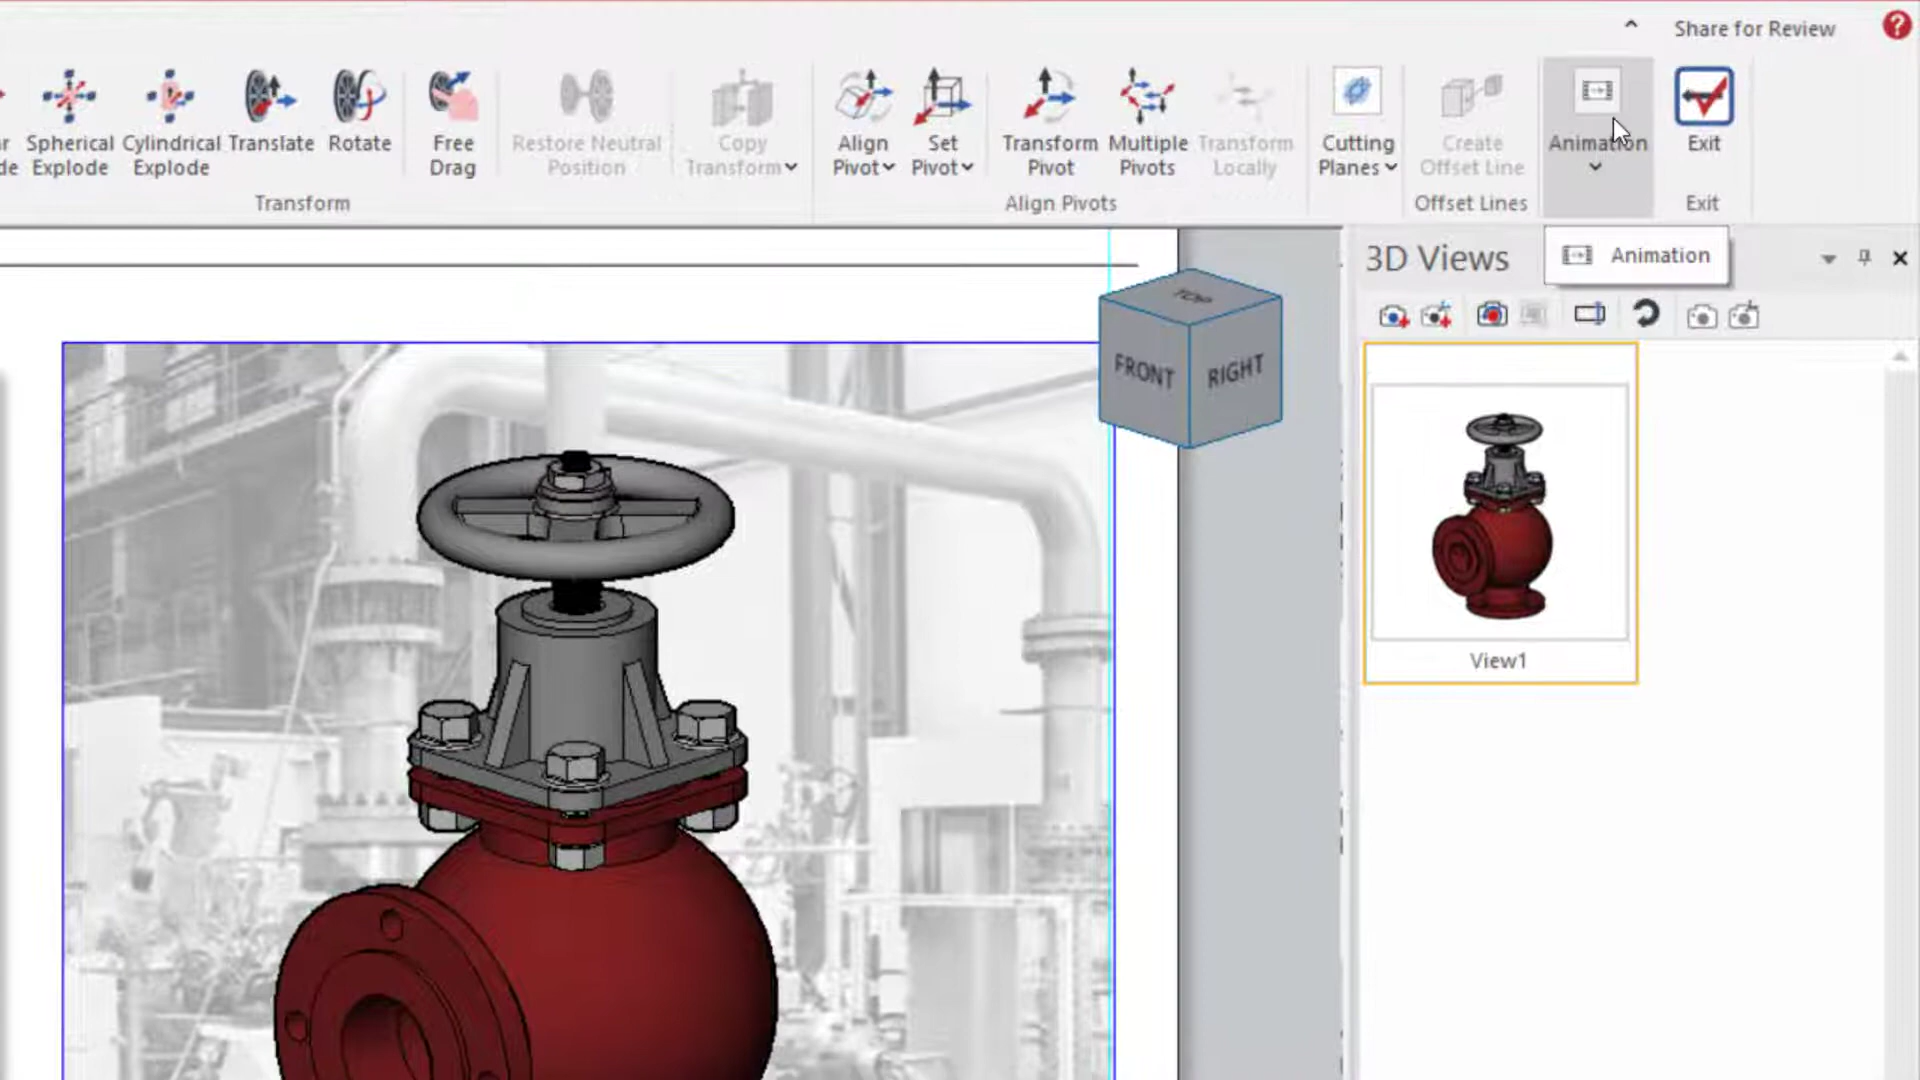 Share for Review
?
r
Spherical
Cylindrical
Translate
Rotate
Free
Restore Neutral
Copy
Align
Set
Transform
Multiple
Transform
Cutting
Create
Animation
Exit
de
Explode
Explode
Drag
Position
Transform
Pivot
Pivot
Pivot
Pivots
Locally
Planes
Offset Line
Transform
Align Pivots
Offset Lines
Exit
3D Views
Animation
TOP
FRONT
RIGHT
View1